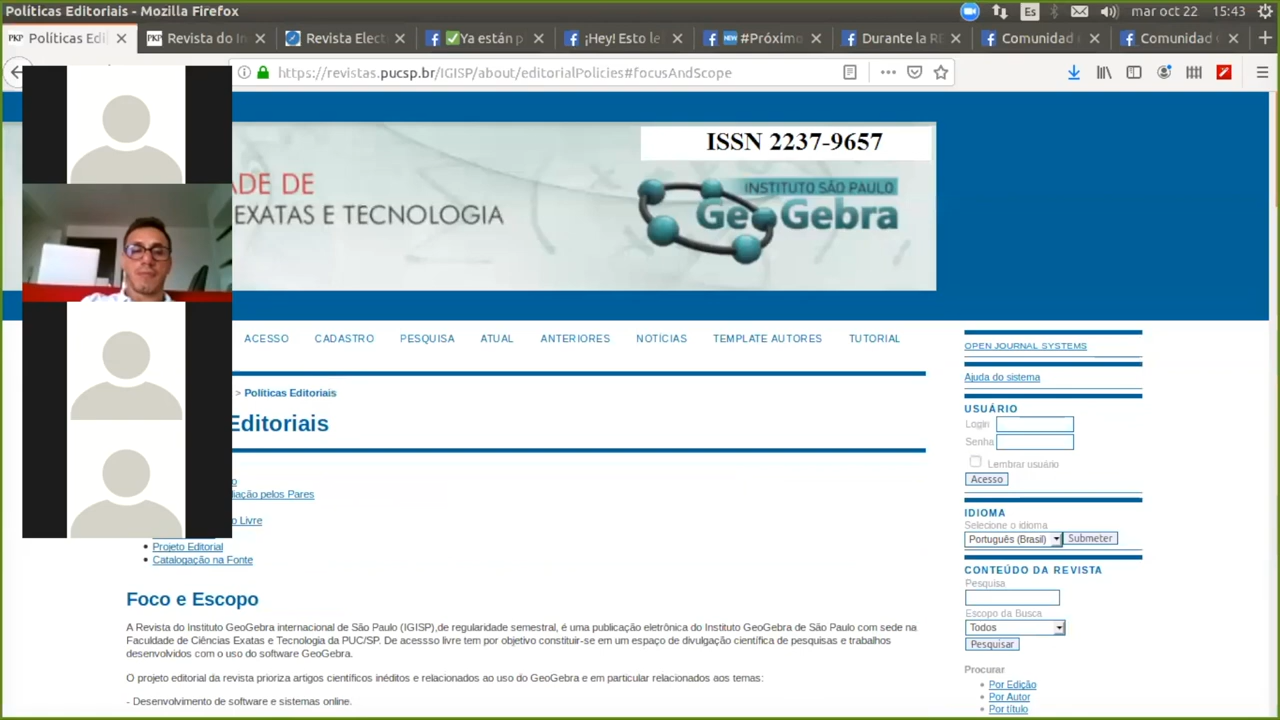 Políticas Editoriais - Mozilla Firefox
Es
mar oct 22
15:43
PKP Políticas Edi
PKP Revista do In
Revista Elect
✅Ya están p
¡Hey! Esto le
#Próximo
Durante la RE
Comunidad
Comunidad v
https://revistas.pucsp.br/IGISP/about/editorialPolicies#focusAndScope
ISSN 2237-9657
ADE DE
EXATAS E TECNOLOGIA
INSTITUTO SÃO PAULO
GeoGebra
ACESSO CADASTRO PESQUISA ATUAL ANTERIORES NOTÍCIAS TEMPLATE AUTORES TUTORIAL
> Políticas Editoriais
Editoriais
o
liação pelos Pares
o Livre
Projeto Editorial
Catalogação na Fonte
Foco e Escopo
A Revista do Instituto GeoGebra internacional de São Paulo (IGISP),de regularidade semestral, é uma publicação eletrônica do Instituto GeoGebra de São Paulo com sede na
Faculdade de Ciências Exatas e Tecnologia da PUC/SP. De acessso livre tem por objetivo constituir-se em um espaço de divulgação científica de pesquisas e trabalhos
desenvolvidos com o uso do software GeoGebra.
O projeto editorial da revista prioriza artigos científicos inéditos e relacionados ao uso do GeoGebra e em particular relacionados aos temas:
- Desenvolvimento de software e sistemas online.
OPEN JOURNAL SYSTEMS
Ajuda do sistema
USUÁRIO
Login
Senha
Lembrar usuário
Acesso
IDIOMA
Selecione o idioma
Português (Brasil) Submeter
CONTEÚDO DA REVISTA
Pesquisa
Escopo da Busca
Todos
Pesquisar
Procurar
Por Edição
Por Autor
Por título